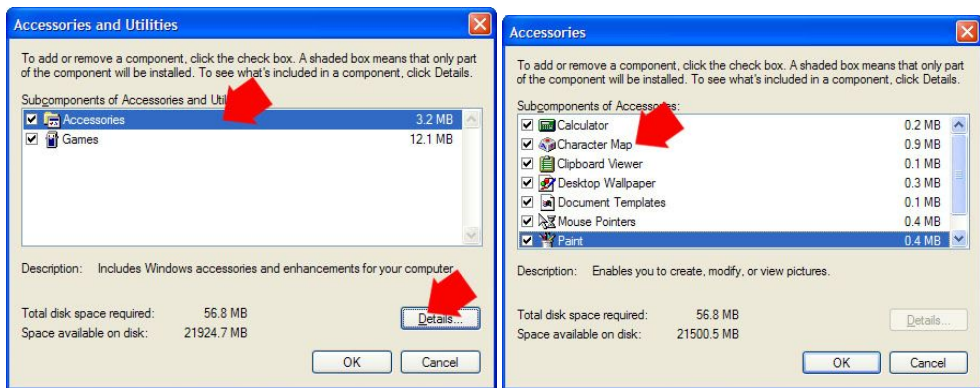 Accessories and Utilities
To add or remove a component, click the check box. A shaded box means that only part
of the component will be installed. To see what's included in a component, click Details.
Subcomponents of Accessories and Uti
Accessories 3.2 MB
Games 12.1 MB
Description: Includes Windows accessories and enhancements for your computer
Total disk space required: 56.8 MB
Space available on disk: 21924.7 MB
Details...
OK Cancel
Accessories
To add or remove a component, click the check box. A shaded box means that only part
of the component will be installed. To see what's included in a component, click Details.
Subcomponents of Accessories:
Calculator 0.2 MB
Character Map 0.9 MB
Clipboard Viewer 0.1 MB
Desktop Wallpaper 0.3 MB
Document Templates 0.1 MB
Mouse Pointers 0.4 MB
Paint 0.4 MB
Description: Enables you to create, modify, or view pictures.
Total disk space required: 56.8 MB
Space available on disk: 21500.5 MB
Details...
OK Cancel